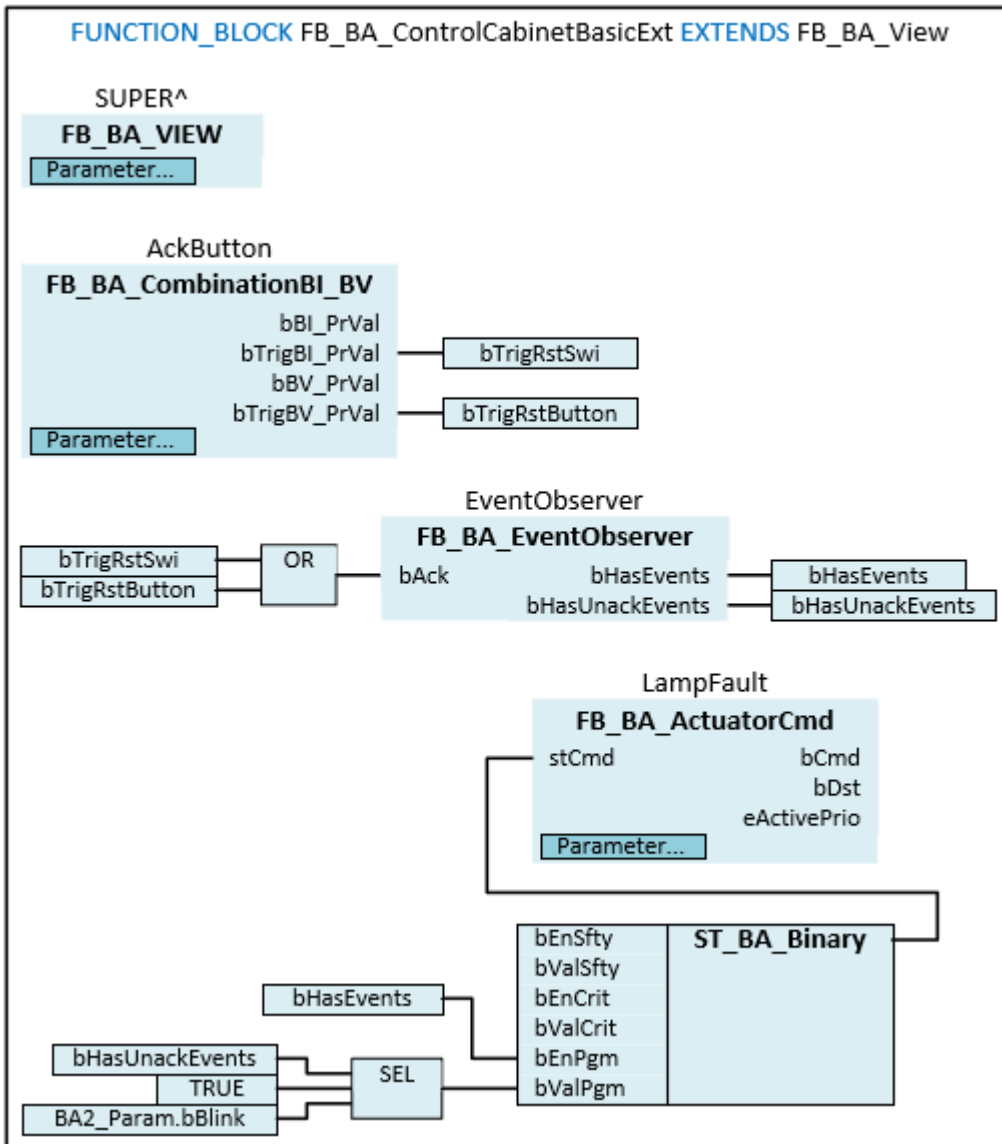 FUNCTION_BLOCK FB_BA_ControlCabinetBasicExt EXTENDS FB_BA_View
SUPER^
FB_BA_VIEW
Parameter...
AckButton
FB_BA_CombinationBI_BV
bBI_PrVal
bTrigBI_PrVal
bTrigRstSwi
bBV_PrVal
bTrigBV_PrVal
bTrigRstButton
Parameter...
EventObserver
FB_BA_EventObserver
bTrigRstSwi
bTrigRstButton
OR
bAck
bHasEvents
bHasEvents
bHasUnackEvents
bHasUnackEvents
LampFault
FB_BA_ActuatorCmd
stCmd
bCmd
bDst
eActivePrio
Parameter...
ST_BA_Binary
bEnSfty
bValSfty
bEnCrit
bValCrit
bEnPgm
bValPgm
bHasEvents
bHasUnackEvents
TRUE
BA2_Param.bBlink
SEL